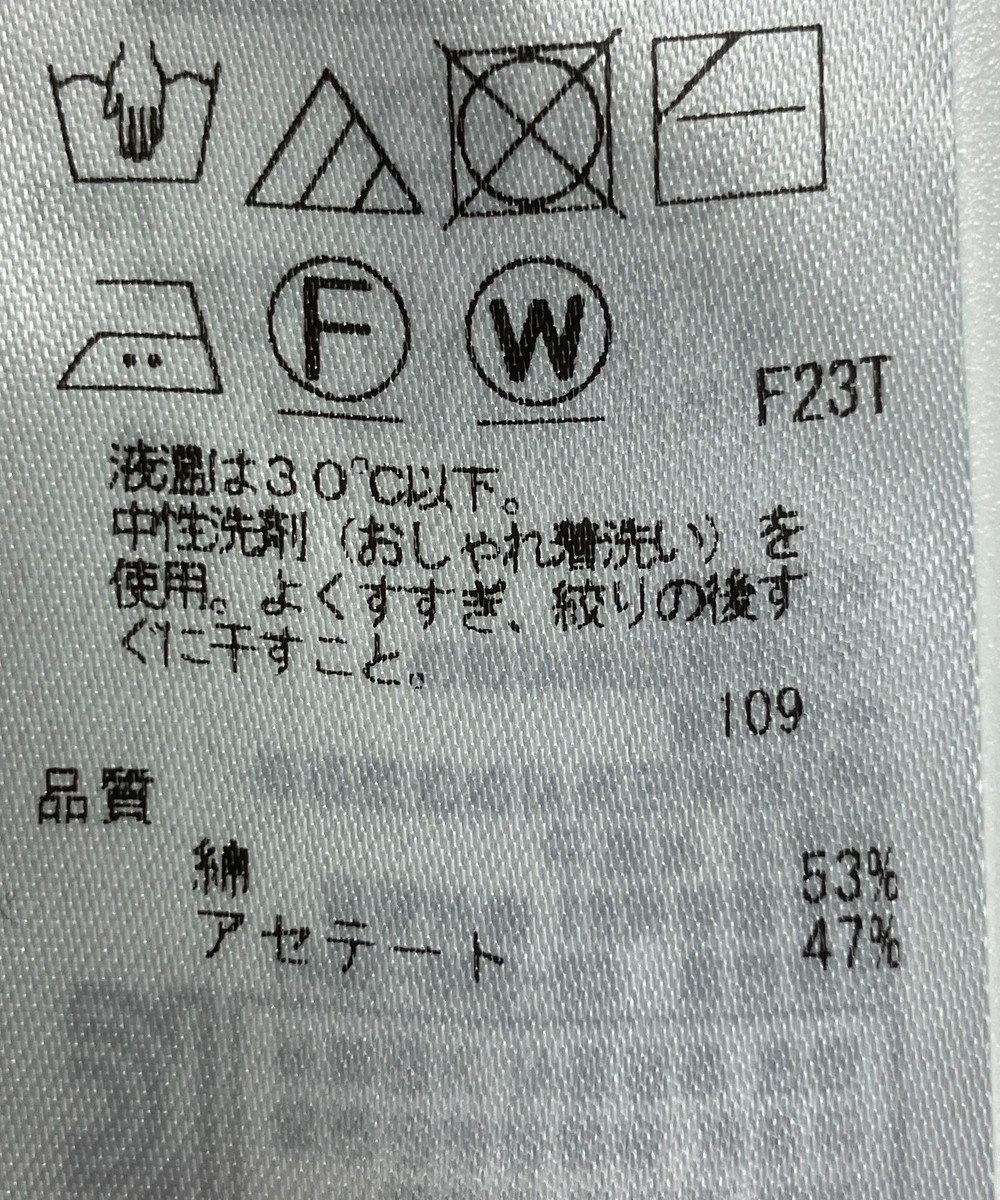 F W
F23T
液温は30℃以下。
中性洗剤(おしゃれ着洗い)を
使用。よくすすぎ、絞りの後す
ぐに干すこと。
109
品質
綿 53%
アセテート 47%